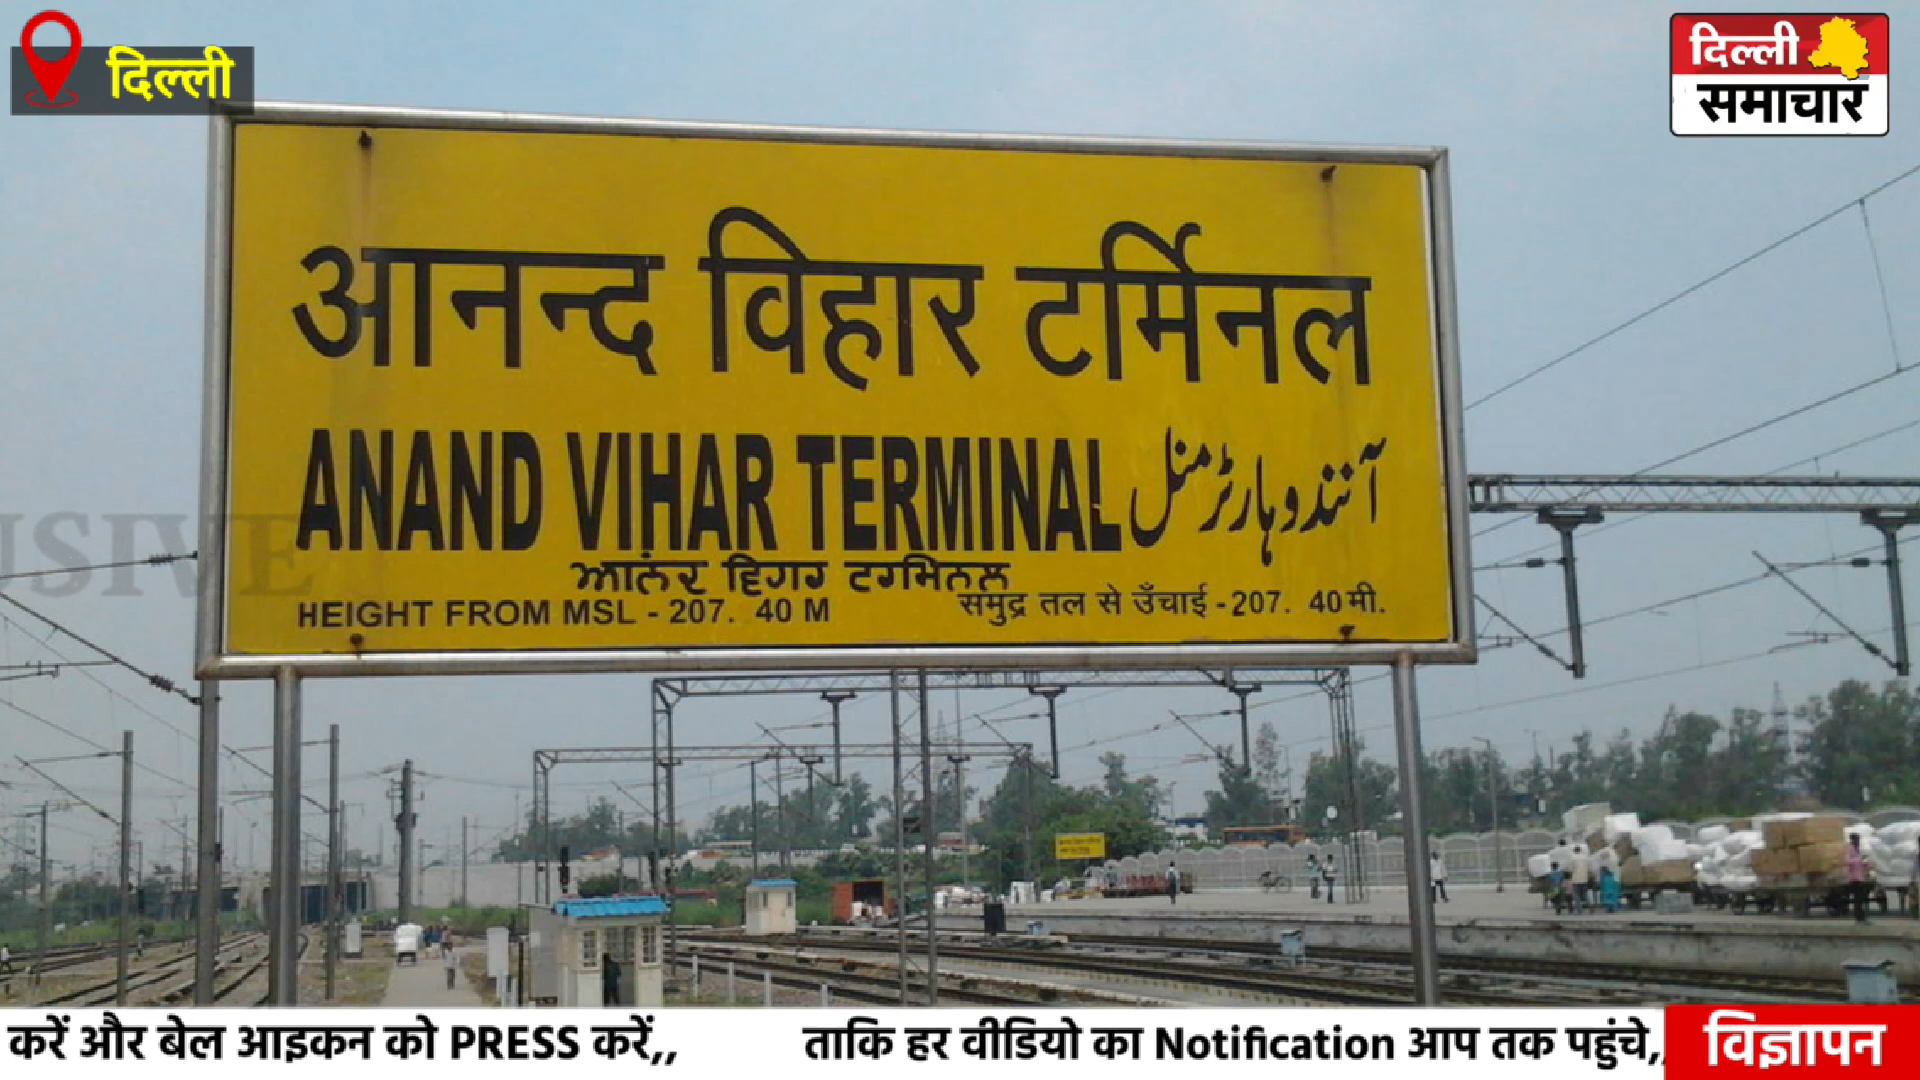 दिल्ली
दिल्ली
समाचार
आनन्द विहार टर्मिनल
ANAND VIHAR TERMINAL آنند وہار ٹرمنل
ਆਨੰਦ ਵਿਹਾਰ ਟਰਮਿਨਲ
HEIGHT FROM MSL - 207. 40 M समुद्र तल से उँचाई - 207. 40 मी.
USIVE
करें और बेल आइकन को PRESS करें,, ताकि हर वीडियो का Notification आप तक पहुंचे,, विज्ञापन